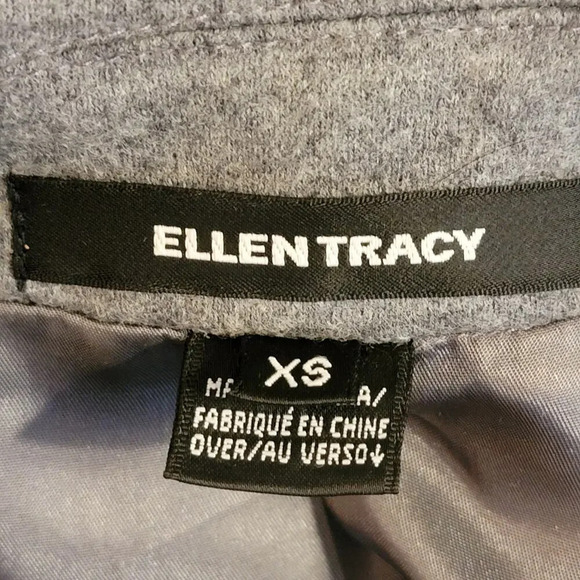 ELLEN TRACY
XS
FABRIQUÉ EN CHINE
OVER/AU VERSO↓